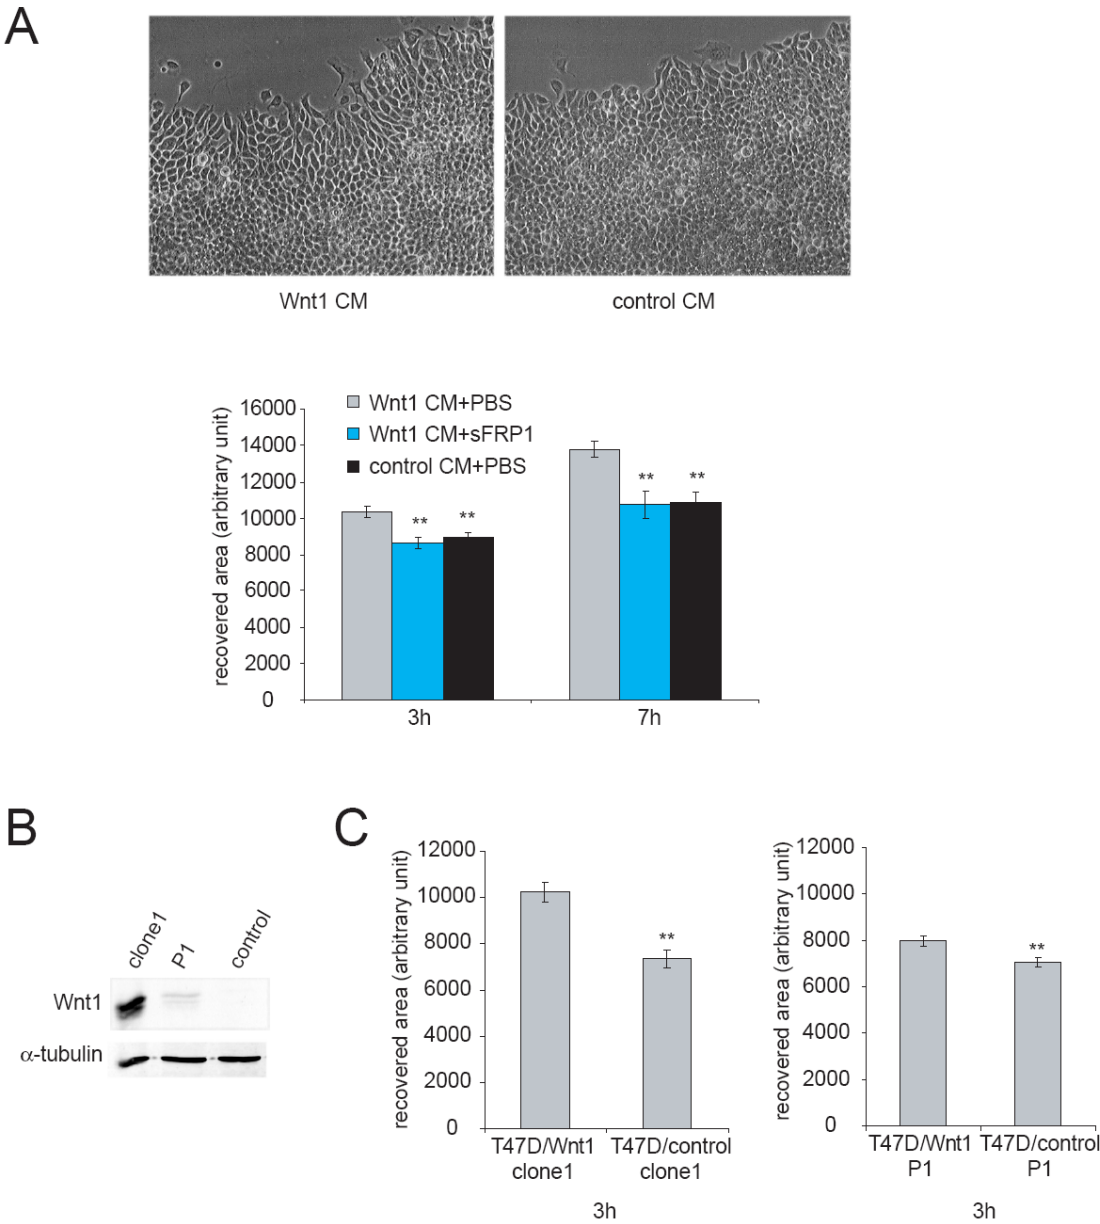 A
Wnt1 CM
control CM
Wnt1 CM+PBS
Wnt1 CM+sFRP1
control CM+PBS
recovered area (arbitrary unit)
16000
14000
12000
10000
8000
6000
4000
2000
0
**
**
**
**
3h
7h
B
clone1
P1
control
Wnt1
α-tubulin
C
recovered area (arbitrary unit)
12000
10000
8000
6000
4000
2000
0
**
T47D/Wnt1
clone1
T47D/control
clone1
3h
recovered area (arbitrary unit)
12000
10000
8000
6000
4000
2000
0
**
T47D/Wnt1
P1
T47D/control
P1
3h